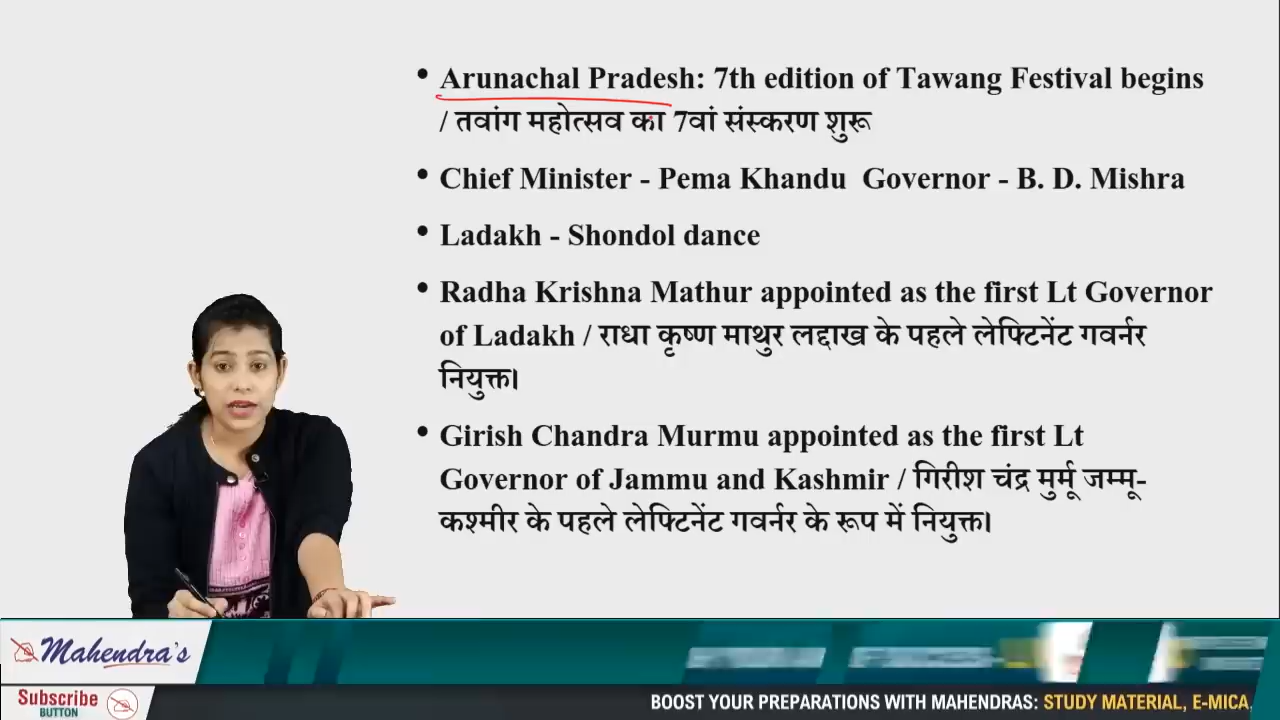 • Arunachal Pradesh: 7th edition of Tawang Festival begins
/ तवांग महोत्सव का 7वां संस्करण शुरू
• Chief Minister - Pema Khandu Governor - B. D. Mishra
• Ladakh - Shondol dance
• Radha Krishna Mathur appointed as the first Lt Governor
of Ladakh / राधा कृष्ण माथुर लद्दाख के पहले लेफ्टिनेंट गवर्नर
नियुक्त।
• Girish Chandra Murmu appointed as the first Lt
Governor of Jammu and Kashmir / गिरीश चंद्र मुर्मू जम्मू-
कश्मीर के पहले लेफ्टिनेंट गवर्नर के रूप में नियुक्त।
Mahendra's
Subscribe
BUTTON
BOOST YOUR PREPARATIONS WITH MAHENDRAS: STUDY MATERIAL, E-MICA,